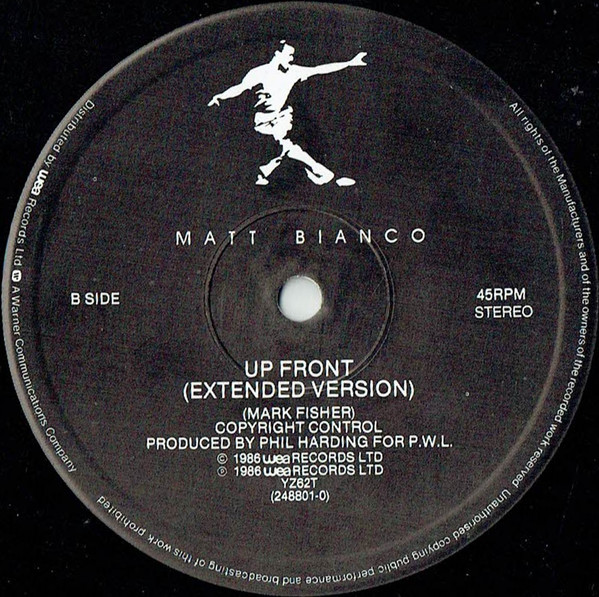 MATT BIANCO
B SIDE
45RPM
STEREO
UP FRONT
(EXTENDED VERSION)
(MARK FISHER)
COPYRIGHT CONTROL
PRODUCED BY PHIL HARDING FOR P.W.L.
© 1986 wea RECORDS LTD
℗ 1986 wea RECORDS LTD
YZ62T
(248801-0)
All rights of the Manufacturers and of the owners of the recorded work reserved Unauthorised copying public performance and broadcasting of this work prohibited
Distributed by wea Records Ltd A Warner Communications Company